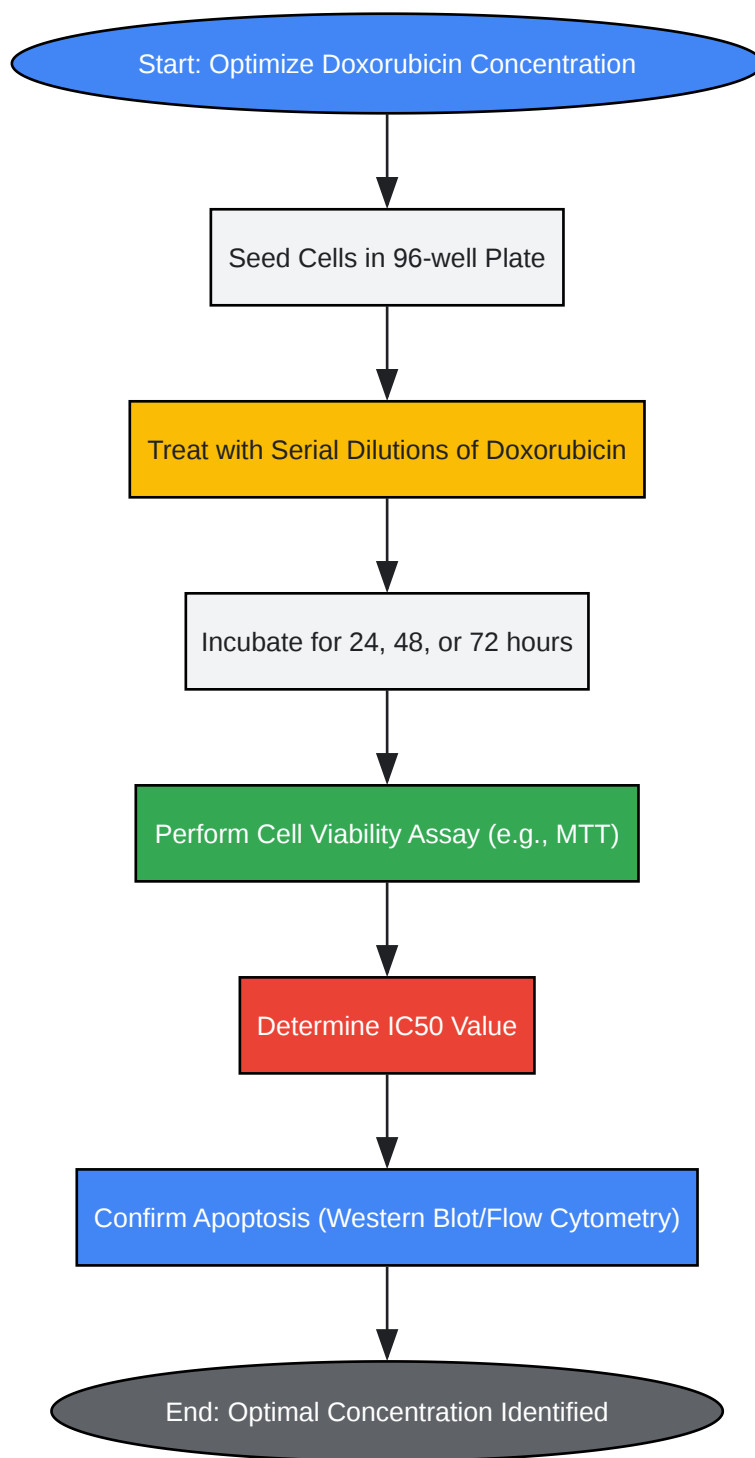 Start: Optimize Doxorubicin Concentration
Seed Cells in 96-well Plate
Treat with Serial Dilutions of Doxorubicin
Incubate for 24, 48, or 72 hours
Perform Cell Viability Assay (e.g., MTT)
Determine IC50 Value
Confirm Apoptosis (Western Blot/Flow Cytometry)
End: Optimal Concentration Identified